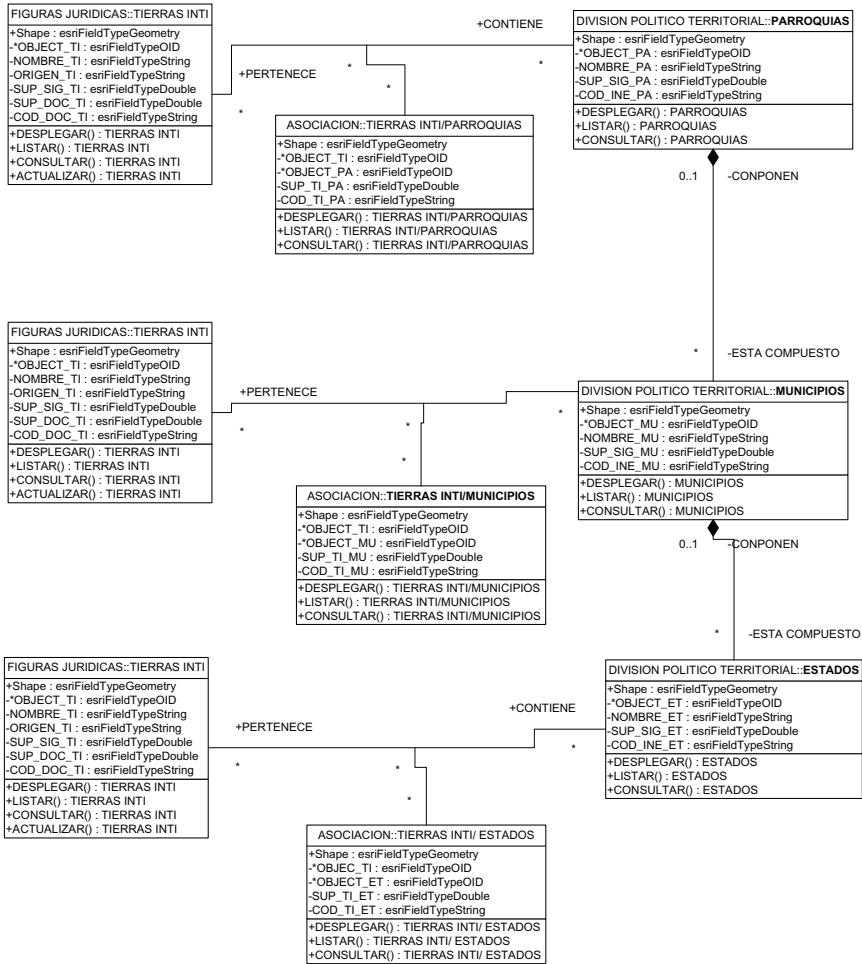 FIGURAS JURIDICAS::TIERRAS INTI
+Shape : esriFieldTypeGeometry
-*OBJECT_TI : esriFieldTypeOID
-NOMBRE_TI : esriFieldTypeString
-ORIGEN_TI : esriFieldTypeString
-SUP_SIG_TI : esriFieldTypeDouble
-SUP_DOC_TI : esriFieldTypeDouble
-COD_DOC_TI : esriFieldTypeString
+DESPLEGAR() : TIERRAS INTI
+LISTAR() : TIERRAS INTI
+CONSULTAR() : TIERRAS INTI
+ACTUALIZAR() : TIERRAS INTI
+PERTENECE
*
*
*
+CONTIENE
*
DIVISION POLITICO TERRITORIAL::PARROQUIAS
+Shape : esriFieldTypeGeometry
-*OBJECT_PA : esriFieldTypeOID
-NOMBRE_PA : esriFieldTypeString
-SUP_SIG_PA : esriFieldTypeDouble
-COD_INE_PA : esriFieldTypeString
+DESPLEGAR() : PARROQUIAS
+LISTAR() : PARROQUIAS
+CONSULTAR() : PARROQUIAS
ASOCIACION::TIERRAS INTI/PARROQUIAS
+Shape : esriFieldTypeGeometry
-*OBJECT_TI : esriFieldTypeOID
-*OBJECT_PA : esriFieldTypeOID
-SUP_TI_PA : esriFieldTypeDouble
-COD_TI_PA : esriFieldTypeString
+DESPLEGAR() : TIERRAS INTI/PARROQUIAS
+LISTAR() : TIERRAS INTI/PARROQUIAS
+CONSULTAR() : TIERRAS INTI/PARROQUIAS
0..1
-CONPONEN
*
-ESTA COMPUESTO
FIGURAS JURIDICAS::TIERRAS INTI
+Shape : esriFieldTypeGeometry
-*OBJECT_TI : esriFieldTypeOID
-NOMBRE_TI : esriFieldTypeString
-ORIGEN_TI : esriFieldTypeString
-SUP_SIG_TI : esriFieldTypeDouble
-SUP_DOC_TI : esriFieldTypeDouble
-COD_DOC_TI : esriFieldTypeString
+DESPLEGAR() : TIERRAS INTI
+LISTAR() : TIERRAS INTI
+CONSULTAR() : TIERRAS INTI
+ACTUALIZAR() : TIERRAS INTI
+PERTENECE
*
*
*
*
DIVISION POLITICO TERRITORIAL::MUNICIPIOS
+Shape : esriFieldTypeGeometry
-*OBJECT_MU : esriFieldTypeOID
-NOMBRE_MU : esriFieldTypeString
-SUP_SIG_MU : esriFieldTypeDouble
-COD_INE_MU : esriFieldTypeString
+DESPLEGAR() : MUNICIPIOS
+LISTAR() : MUNICIPIOS
+CONSULTAR() : MUNICIPIOS
ASOCIACION::TIERRAS INTI/MUNICIPIOS
+Shape : esriFieldTypeGeometry
-*OBJECT_TI : esriFieldTypeOID
-*OBJECT_MU : esriFieldTypeOID
-SUP_TI_MU : esriFieldTypeDouble
-COD_TI_MU : esriFieldTypeString
+DESPLEGAR() : TIERRAS INTI/MUNICIPIOS
+LISTAR() : TIERRAS INTI/MUNICIPIOS
+CONSULTAR() : TIERRAS INTI/MUNICIPIOS
0..1
-CONPONEN
*
-ESTA COMPUESTO
FIGURAS JURIDICAS::TIERRAS INTI
+Shape : esriFieldTypeGeometry
-*OBJECT_TI : esriFieldTypeOID
-NOMBRE_TI : esriFieldTypeString
-ORIGEN_TI : esriFieldTypeString
-SUP_SIG_TI : esriFieldTypeDouble
-SUP_DOC_TI : esriFieldTypeDouble
-COD_DOC_TI : esriFieldTypeString
+DESPLEGAR() : TIERRAS INTI
+LISTAR() : TIERRAS INTI
+CONSULTAR() : TIERRAS INTI
+ACTUALIZAR() : TIERRAS INTI
+PERTENECE
*
*
*
+CONTIENE
*
DIVISION POLITICO TERRITORIAL::ESTADOS
+Shape : esriFieldTypeGeometry
-*OBJECT_ET : esriFieldTypeOID
-NOMBRE_ET : esriFieldTypeString
-SUP_SIG_ET : esriFieldTypeDouble
-COD_INE_ET : esriFieldTypeString
+DESPLEGAR() : ESTADOS
+LISTAR() : ESTADOS
+CONSULTAR() : ESTADOS
ASOCIACION::TIERRAS INTI/ ESTADOS
+Shape : esriFieldTypeGeometry
-*OBJEC_TI : esriFieldTypeOID
-*OBJECT_ET : esriFieldTypeOID
-SUP_TI_ET : esriFieldTypeDouble
-COD_TI_ET : esriFieldTypeString
+DESPLEGAR() : TIERRAS INTI/ ESTADOS
+LISTAR() : TIERRAS INTI/ ESTADOS
+CONSULTAR() : TIERRAS INTI/ ESTADOS